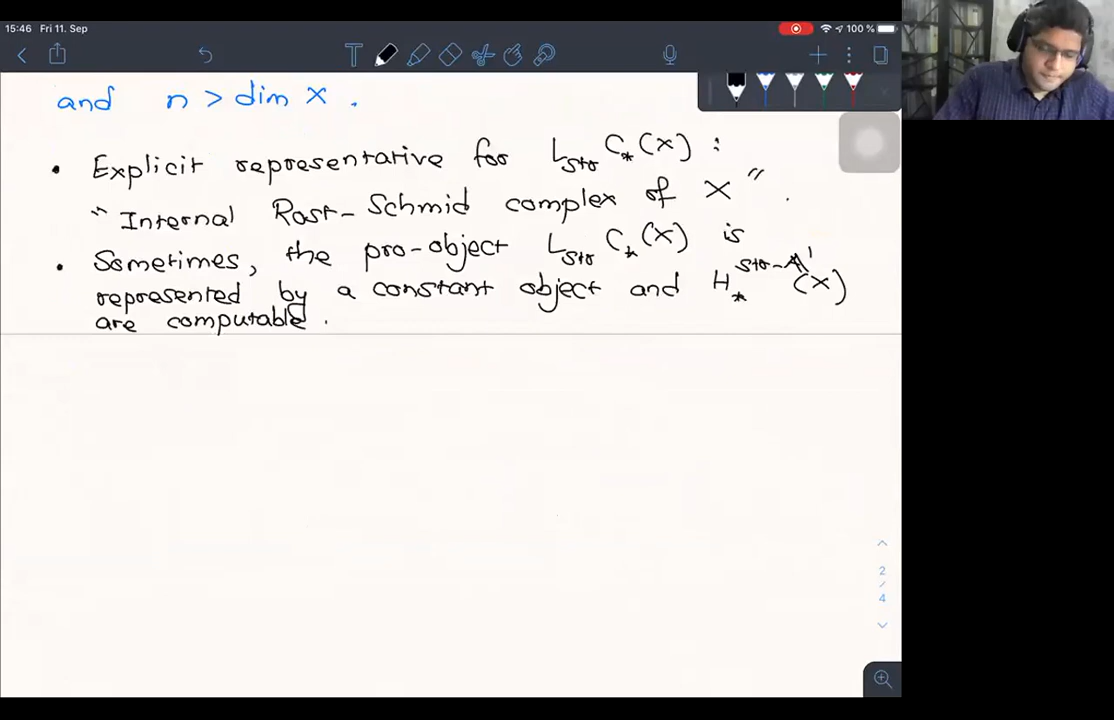 15:46 Fri 11. Sep 100 %
T
and n > dim X .
• Explicit representative for L_str C_*(X) :
" Internal Rost-Schmid complex of X " .
• Sometimes, the pro-object L_str C_*(X) is
represented by a constant object and H_*^{str-A^1}(X)
are computable .
2
/
4